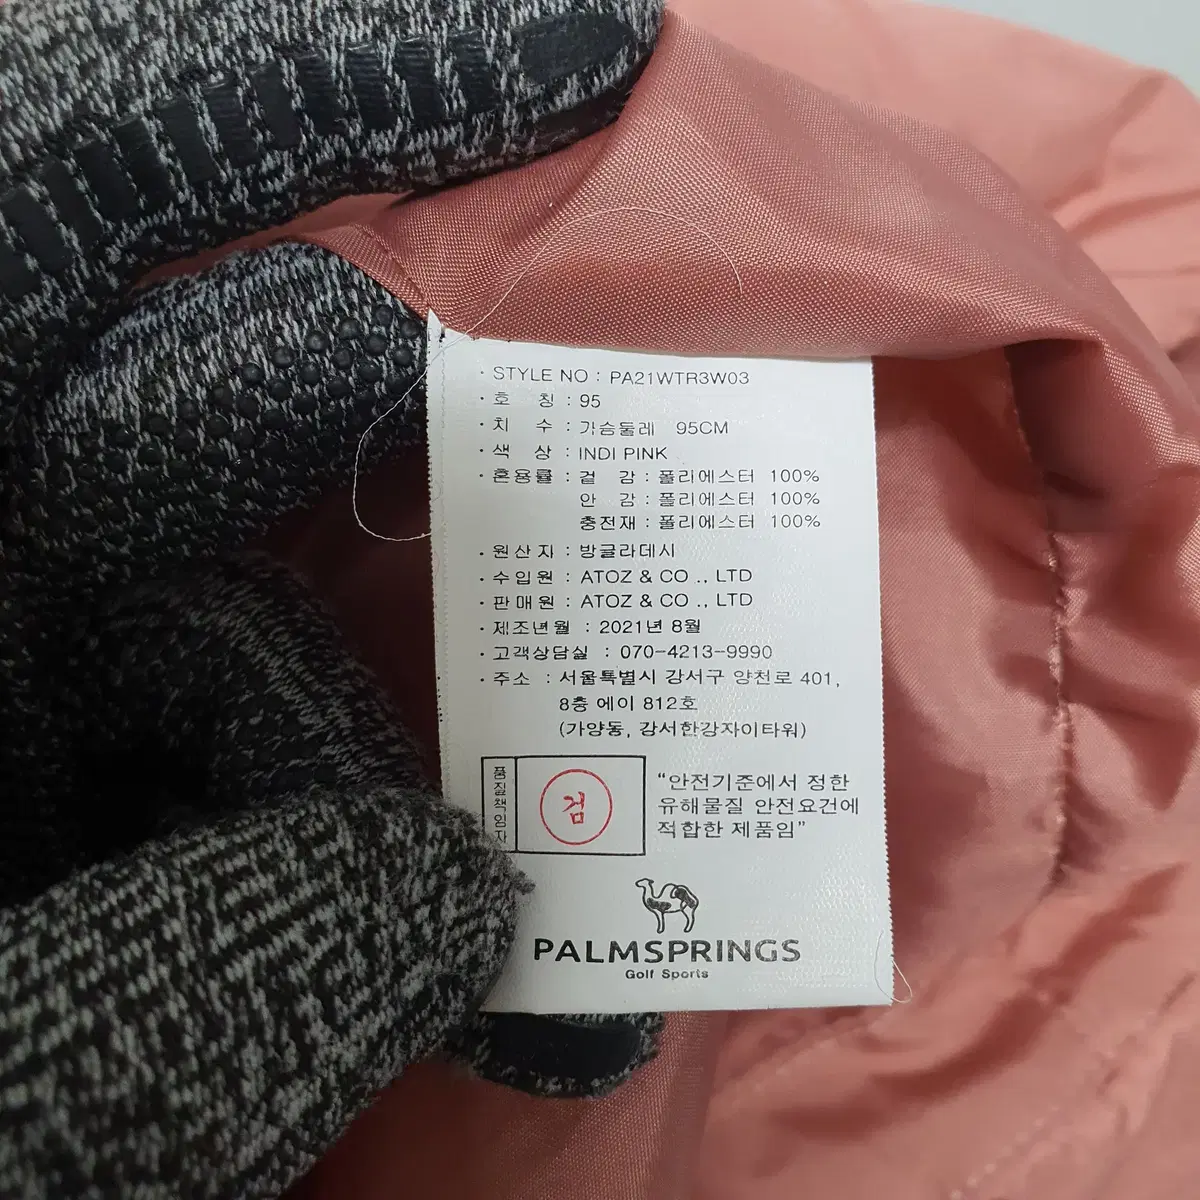 · STYLE NO : PA21WTR3W03
· 호 칭 : 95
· 치 수 : 가슴둘레 95CM
· 색 상 : INDI PINK
· 혼용률 : 겉 감 : 폴리에스터 100%
안 감 : 폴리에스터 100%
충전재 : 폴리에스터 100%
· 원산지 : 방글라데시
· 수입원 : ATOZ & CO ., LTD
· 판매원 : ATOZ & CO ., LTD
· 제조년월 : 2021년 8월
· 고객상담실 : 070-4213-9990
· 주소 : 서울특별시 강서구 양천로 401,
8층 에이 812호
(가양동, 강서한강자이타워)
품질책임자
검
“안전기준에서 정한
유해물질 안전요건에
적합한 제품임”
PALMSPRINGS
Golf Sports